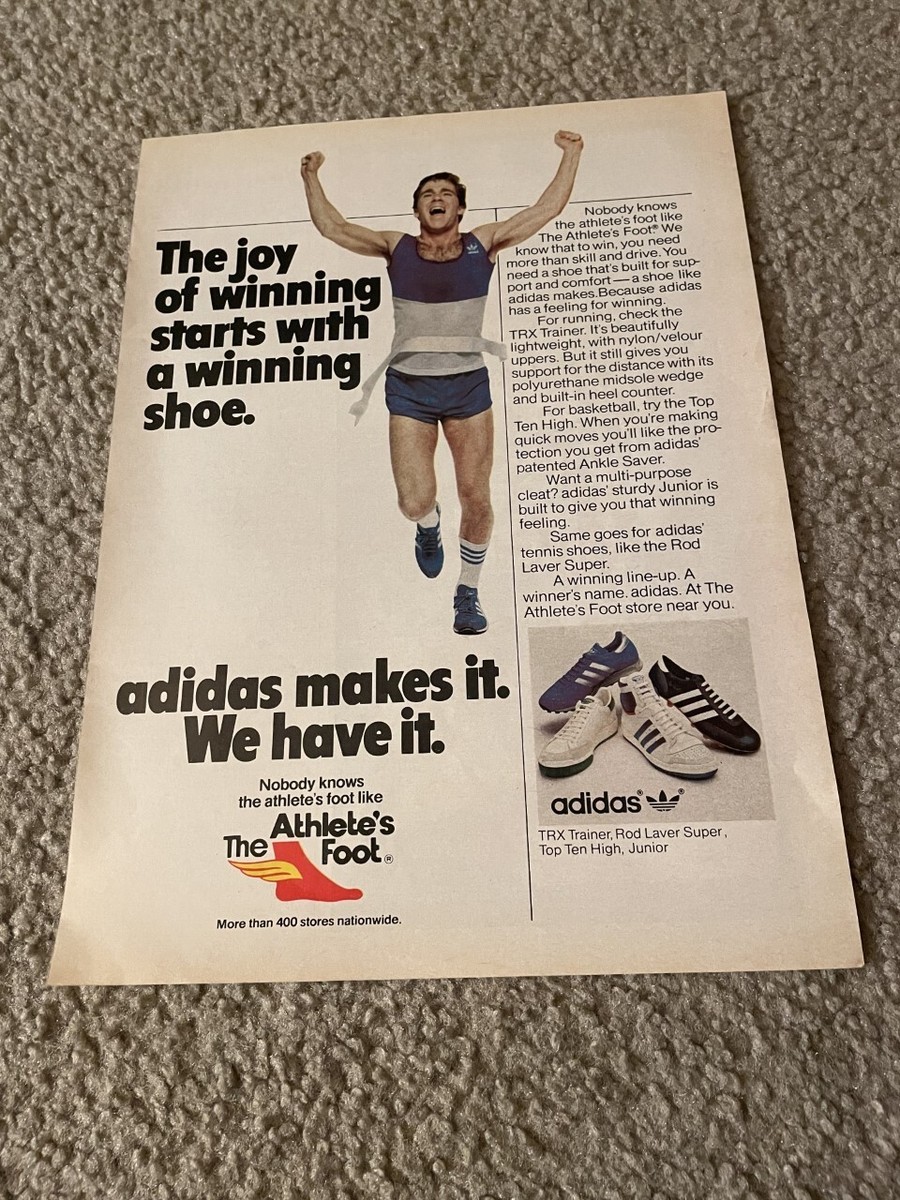 The joy
of winning
starts with
a winning
shoe.
Nobody knows
the athlete's foot like
The Athlete's Foot® We
know that to win, you need
more than skill and drive. You
need a shoe that's built for sup-
port and comfort — a shoe like
adidas makes.Because adidas
has a feeling for winning.
For running, check the
TRX Trainer. It's beautifully
lightweight, with nylon/velour
uppers. But it still gives you
support for the distance with its
polyurethane midsole wedge
and built-in heel counter.
For basketball, try the Top
Ten High. When you're making
quick moves you'll like the pro-
tection you get from adidas'
patented Ankle Saver.
Want a multi-purpose
cleat? adidas' sturdy Junior is
built to give you that winning
feeling.
Same goes for adidas'
tennis shoes, like the Rod
Laver Super.
A winning line-up. A
winner's name. adidas. At The
Athlete's Foot store near you.
adidas makes it.
We have it.
Nobody knows
the athlete's foot like
The Athlete's
Foot®
More than 400 stores nationwide.
adidas® ®
TRX Trainer, Rod Laver Super,
Top Ten High, Junior